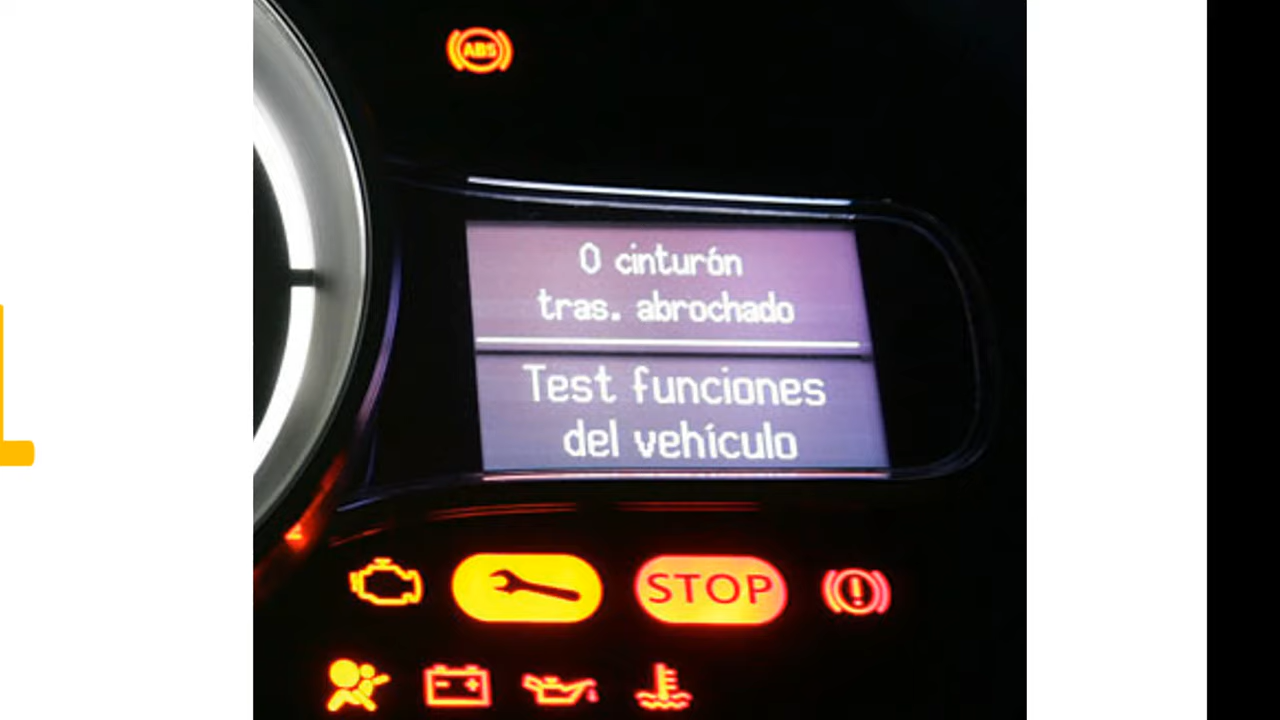 ABS
0 cinturón
tras. abrochado
Test funciones
del vehículo
STOP